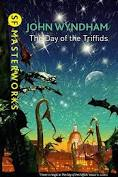 SF MASTERWORKS
JOHN WYNDHAM
The Day of the Triffids